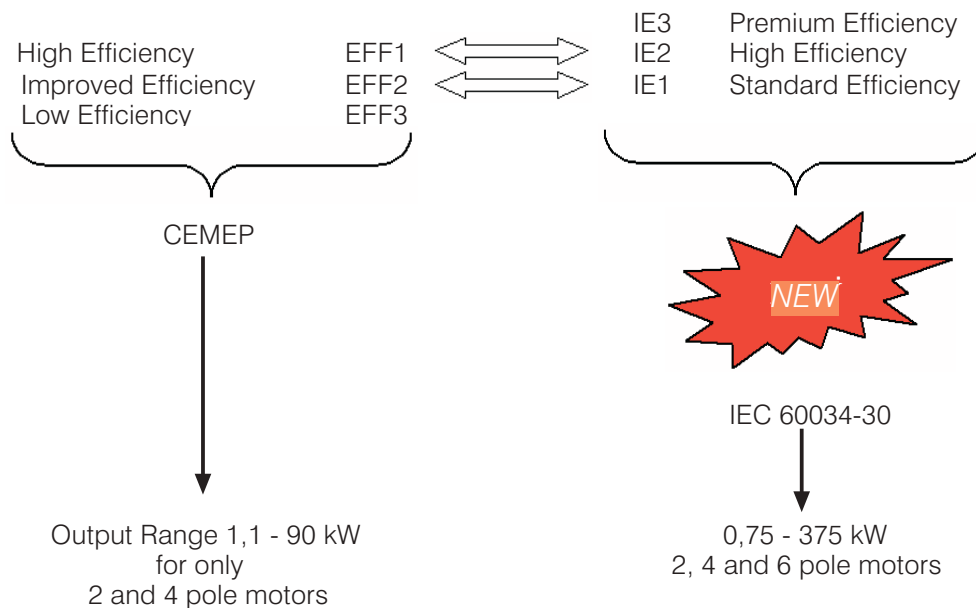 High Efficiency EFF1
Improved Efficiency EFF2
Low Efficiency EFF3
CEMEP
Output Range 1,1 - 90 kW
for only
2 and 4 pole motors
IE3 Premium Efficiency
IE2 High Efficiency
IE1 Standard Efficiency
NEW
IEC 60034-30
0,75 - 375 kW
2, 4 and 6 pole motors